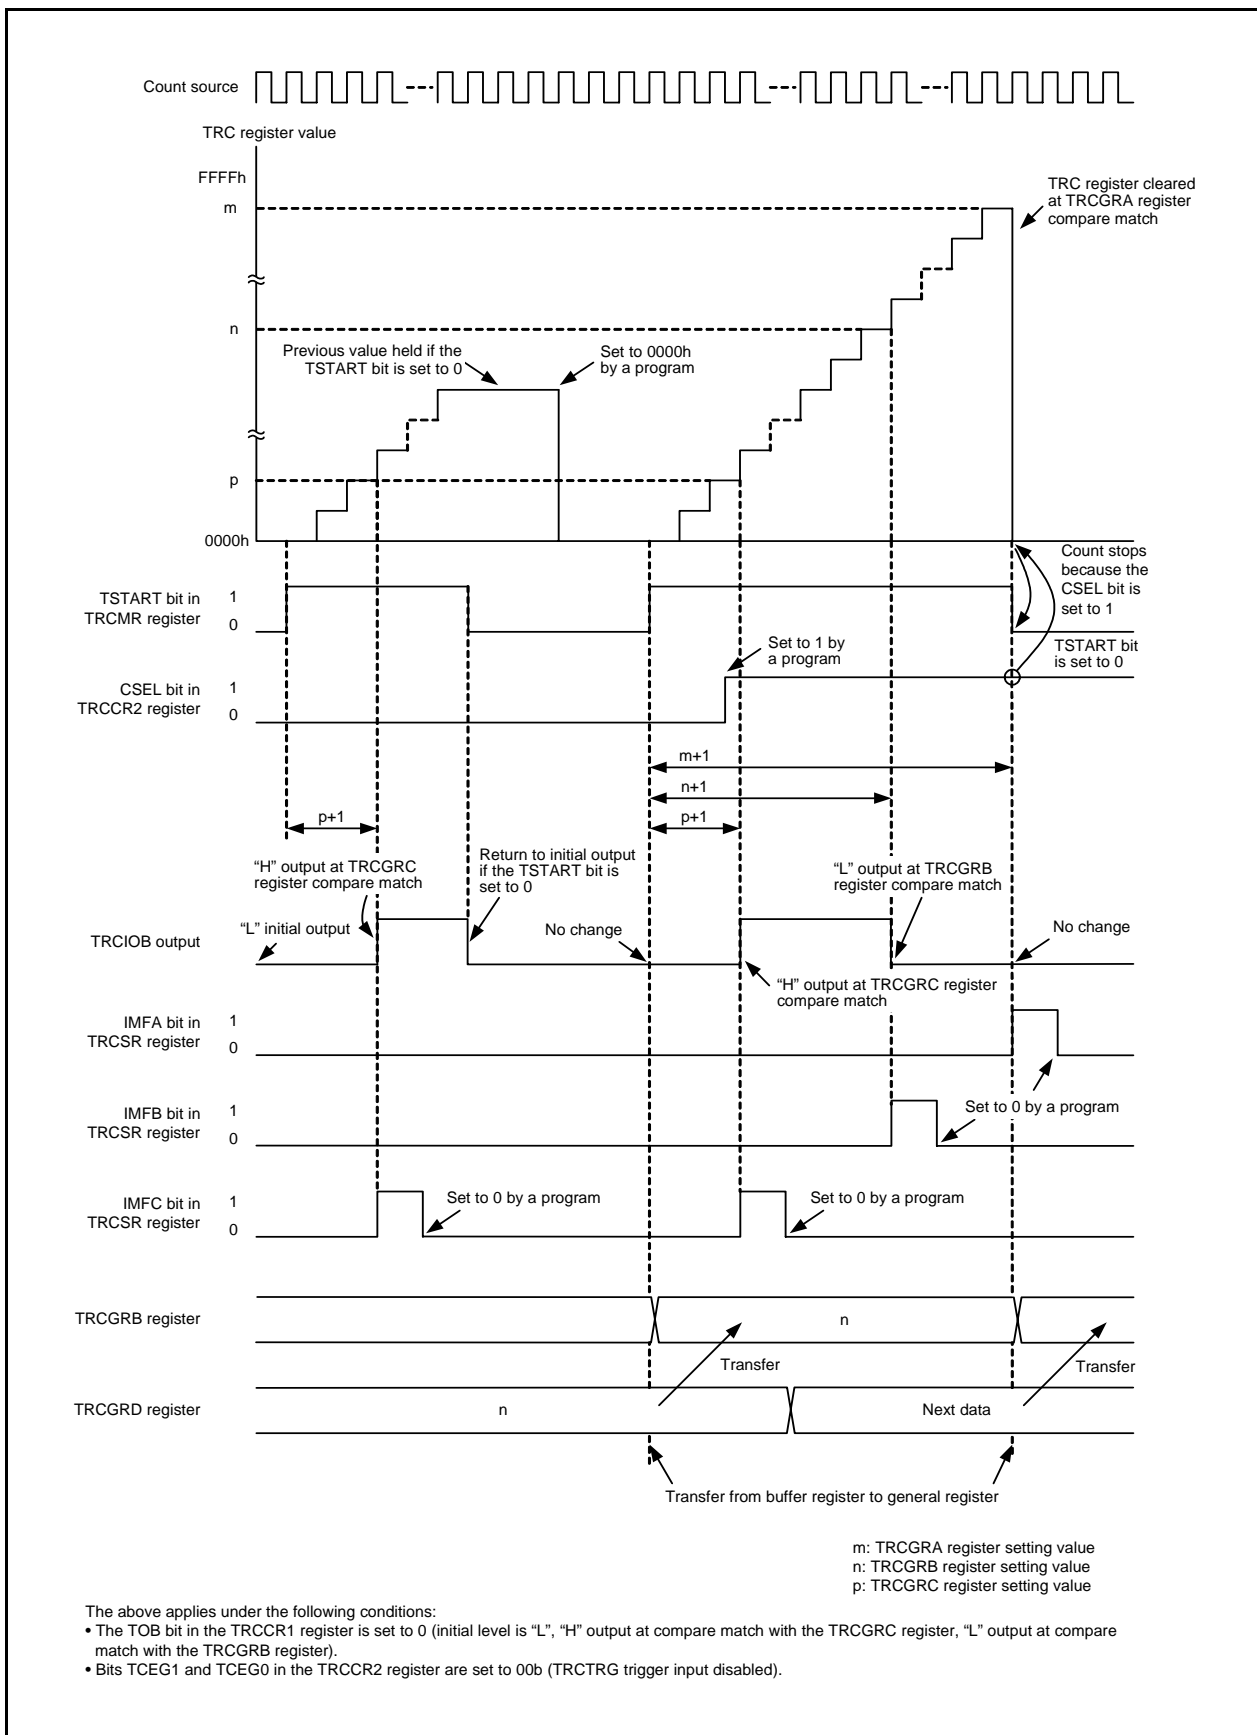 Count source
TRC register value
FFFFh
m
TRC register cleared
at TRCGRA register
compare match
n
Previous value held if the
TSTART bit is set to 0
Set to 0000h
by a program
p
0000h
Count stops
because the
CSEL bit is
set to 1
TSTART bit in
TRCMR register
1
0
TSTART bit
is set to 0
Set to 1 by
a program
CSEL bit in
TRCCR2 register
1
0
m+1
n+1
p+1
p+1
“H” output at TRCGRC
register compare match
Return to initial output
if the TSTART bit is
set to 0
“L” output at TRCGRB
register compare match
TRCIOB output
“L” initial output
No change
No change
“H” output at TRCGRC register
compare match
IMFA bit in
TRCSR register
1
0
IMFB bit in
TRCSR register
1
0
Set to 0 by a program
IMFC bit in
TRCSR register
1
0
Set to 0 by a program
Set to 0 by a program
TRCGRB register
n
Transfer
Transfer
TRCGRD register
n
Next data
Transfer from buffer register to general register
m: TRCGRA register setting value
n: TRCGRB register setting value
p: TRCGRC register setting value
The above applies under the following conditions:
• The TOB bit in the TRCCR1 register is set to 0 (initial level is “L”, “H” output at compare match with the TRCGRC register, “L” output at compare
match with the TRCGRB register).
• Bits TCEG1 and TCEG0 in the TRCCR2 register are set to 00b (TRCTRG trigger input disabled).